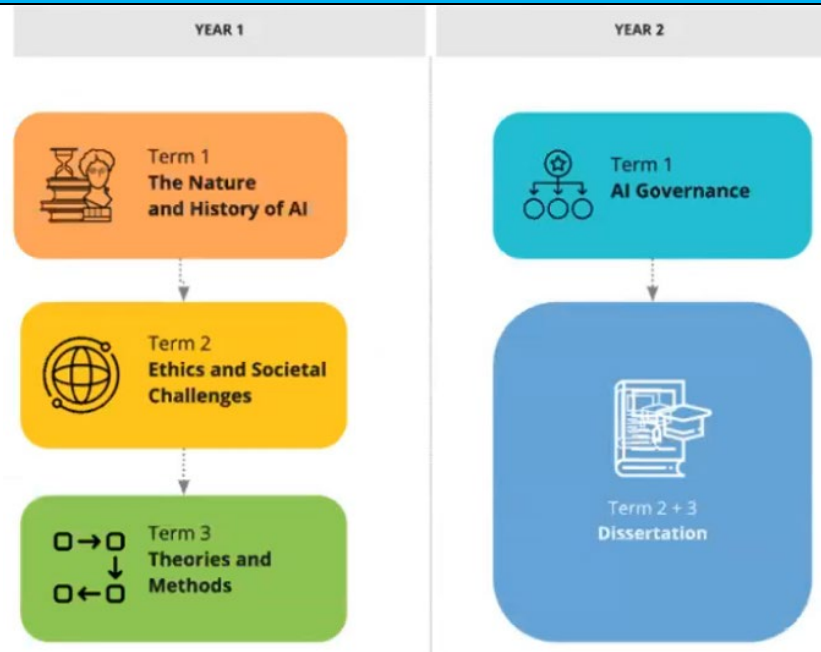 YEAR 1
Term 1
The Nature
and History of AI
Term 2
Ethics and Societal
Challenges
Term 3
Theories and
Methods
YEAR 2
Term 1
AI Governance
Term 2 + 3
Dissertation